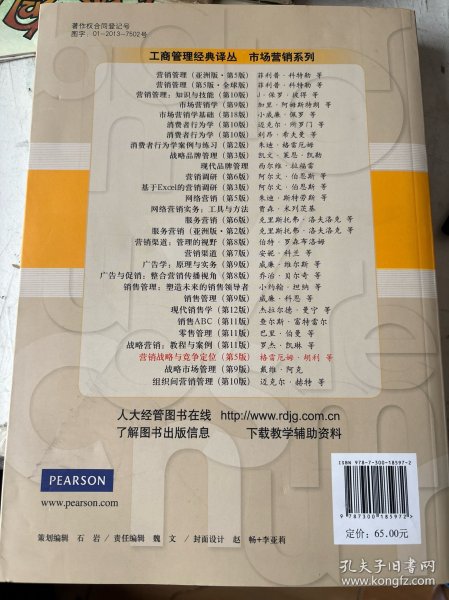 著作权合同登记号
图字:01-2013-7502号
工商管理经典译丛 市场营销系列
营销管理(亚洲版·第5版) 菲利普·科特勒 等
营销管理(第5版·全球版) 菲利普·科特勒 等
营销管理:知识与技能(第10版) J·保罗·彼得 等
市场营销学(第9版) 加里·阿姆斯特朗 等
市场营销学基础(第18版) 小威廉·佩罗 等
消费者行为学(第10版) 迈克尔·所罗门 等
消费者行为学(第10版) 利昂·希夫曼 等
消费者行为学案例与练习(第2版) 朱迪·格雷厄姆
战略品牌管理(第3版) 凯文·莱恩·凯勒
现代品牌管理 西尔维·拉福雷
营销调研(第6版) 阿尔文·伯恩斯 等
基于Excel的营销调研(第3版) 阿尔文·伯恩斯 等
网络营销(第5版) 朱迪·斯特劳斯 等
网络营销实务:工具与方法 贾森·米列茨基
服务营销(第6版) 克里斯托弗·洛夫洛克 等
服务营销(亚洲版·第2版) 克里斯托弗·洛夫洛克 等
营销渠道:管理的视野(第8版) 伯特·罗森布洛姆
营销渠道(第7版) 安妮·科兰 等
广告学:原理与实务(第9版) 威廉·维尔斯 等
广告与促销:整合营销传播视角(第8版) 乔治·贝尔奇 等
销售管理:塑造未来的销售领导者 小约翰·坦纳 等
销售管理(第9版) 威廉·科恩 等
现代销售学(第12版) 杰拉尔德·曼宁 等
销售ABC(第11版) 查尔斯·富特雷尔
零售管理(第11版) 巴里·伯曼 等
战略营销:教程与案例(第11版) 罗杰·凯琳 等
营销战略与竞争定位(第5版) 格雷厄姆·胡利 等
战略市场管理(第9版) 戴维·阿克
组织间营销管理(第10版) 迈克尔·赫特 等
人大经管图书在线 http://www.rdjg.com.cn
了解图书出版信息 下载教学辅助资料
PEARSON
www.pearson.com
ISBN 978-7-300-18597-2
9 787300 185972 >
定价:65.00元
策划编辑 石岩/责任编辑 魏文/封面设计 赵畅+李亚莉
孔夫子旧书网
kongfz.com